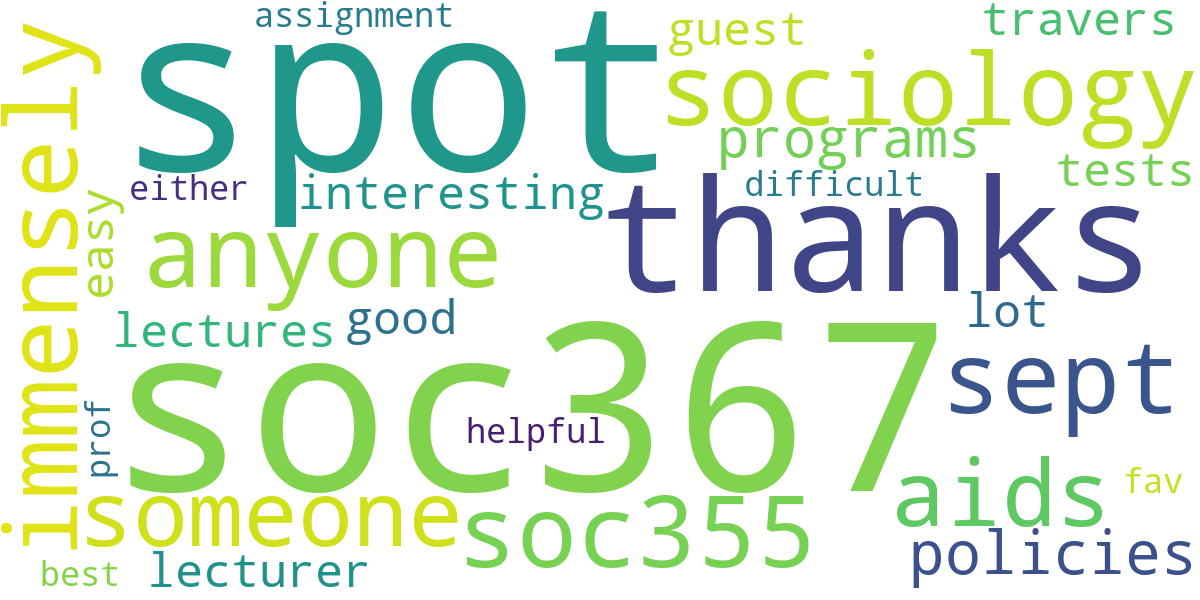 assignment
spot
guest
travers
sociology
immensely
programs
tests
easy
either
interesting
difficult
thanks
anyone
lectures
good
lot
soc367
sept
helpful
prof
someone
soc355
aids
fav
policies
best
lecturer